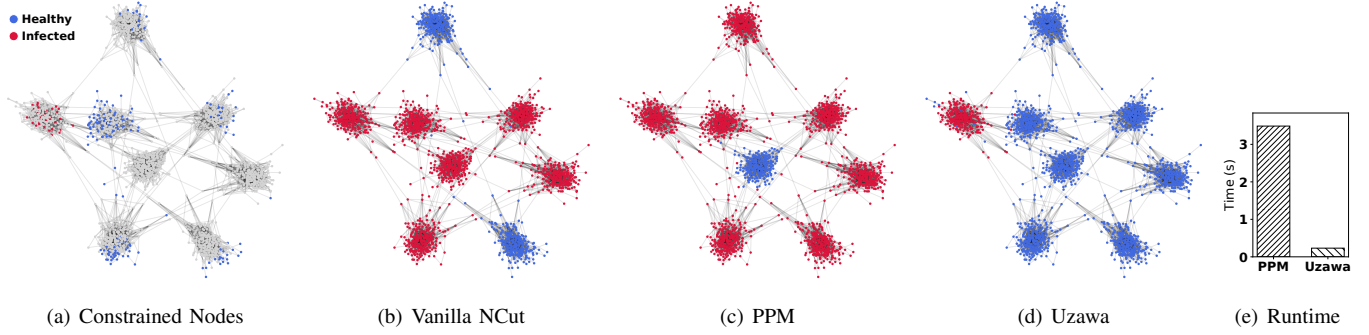 Healthy
Infected
Time (s)
3
2
1
0
PPM Uzawa
(a) Constrained Nodes
(b) Vanilla NCut
(c) PPM
(d) Uzawa
(e) Runtime